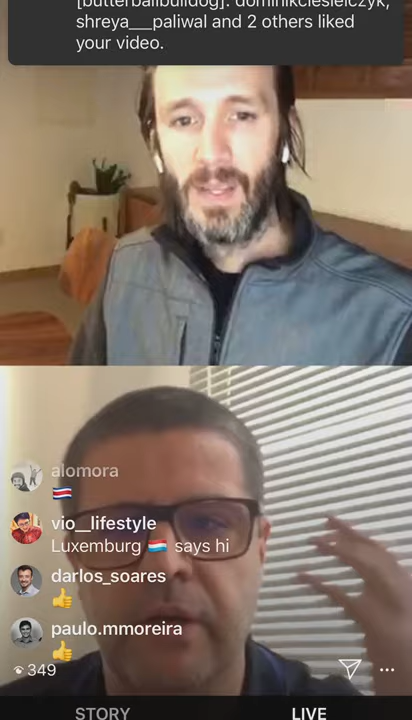 [butterballbulldog]: dominikciesielczyk,
shreya__paliwal and 2 others liked
your video.
alomora
🇨🇷
vio__lifestyle
Luxemburg 🇱🇺 says hi
darlos_soares
👍
paulo.mmoreira
👍
349
STORY LIVE